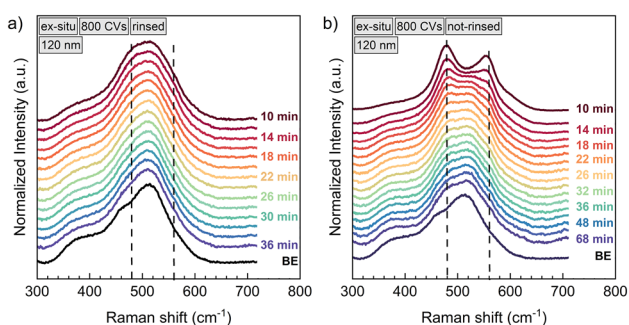 a)
ex-situ 800 CVs rinsed
120 nm
10 min
14 min
18 min
22 min
26 min
30 min
36 min
BE
Normalized Intensity (a.u.)
300 400 500 600 700 800
Raman shift (cm-1)
b)
ex-situ 800 CVs not-rinsed
120 nm
10 min
14 min
18 min
22 min
26 min
32 min
36 min
48 min
68 min
BE
Normalized Intensity (a.u.)
300 400 500 600 700 800
Raman shift (cm-1)